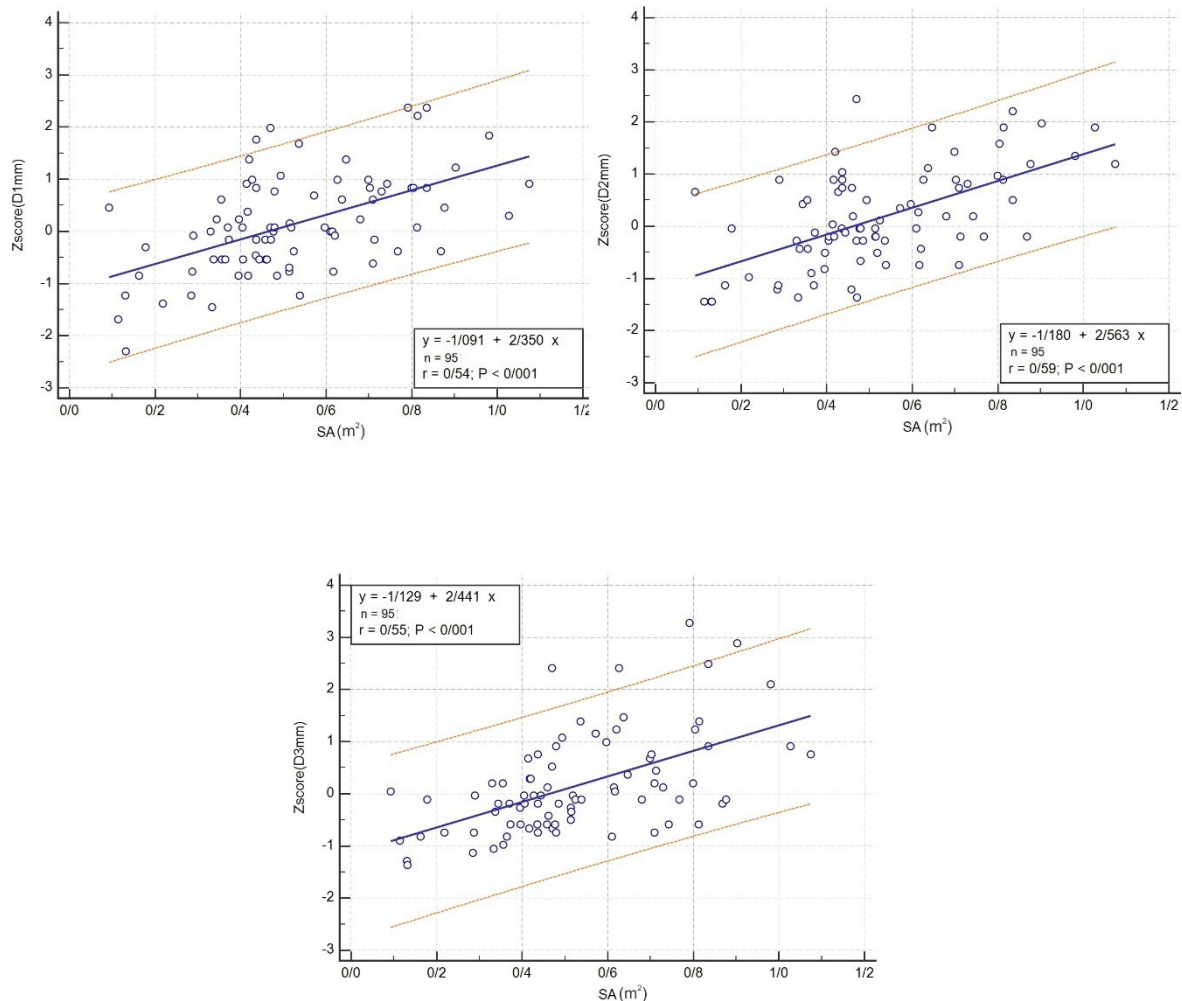 4
3
2
1
0
-1
-2
-3
Zscore(D1mm)
y = -1/091 + 2/350 x
n = 95
r = 0/54; P < 0/001
0/0 0/2 0/4 0/6 0/8 1/0 1/2
SA (m²)
4
3
2
1
0
-1
-2
-3
Zscore(D2mm)
y = -1/180 + 2/563 x
n = 95
r = 0/59; P < 0/001
0/0 0/2 0/4 0/6 0/8 1/0 1/2
SA (m²)
4
3
2
1
0
-1
-2
-3
Zscore(D3mm)
y = -1/129 + 2/441 x
n = 95
r = 0/55; P < 0/001
0/0 0/2 0/4 0/6 0/8 1/0 1/2
SA (m²)